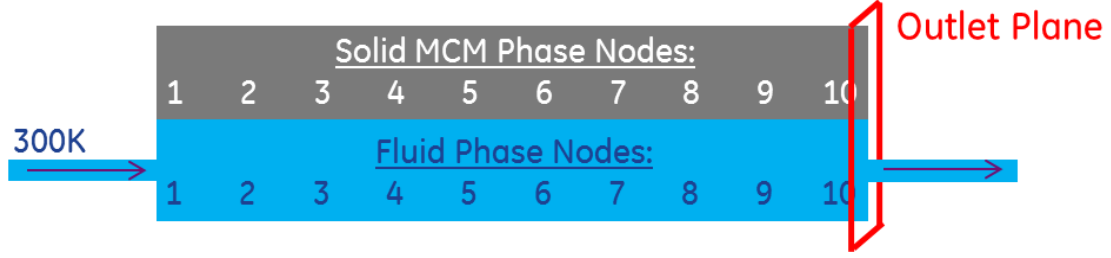 Outlet Plane
Solid MCM Phase Nodes:
1 2 3 4 5 6 7 8 9 10
300K
Fluid Phase Nodes:
1 2 3 4 5 6 7 8 9 10